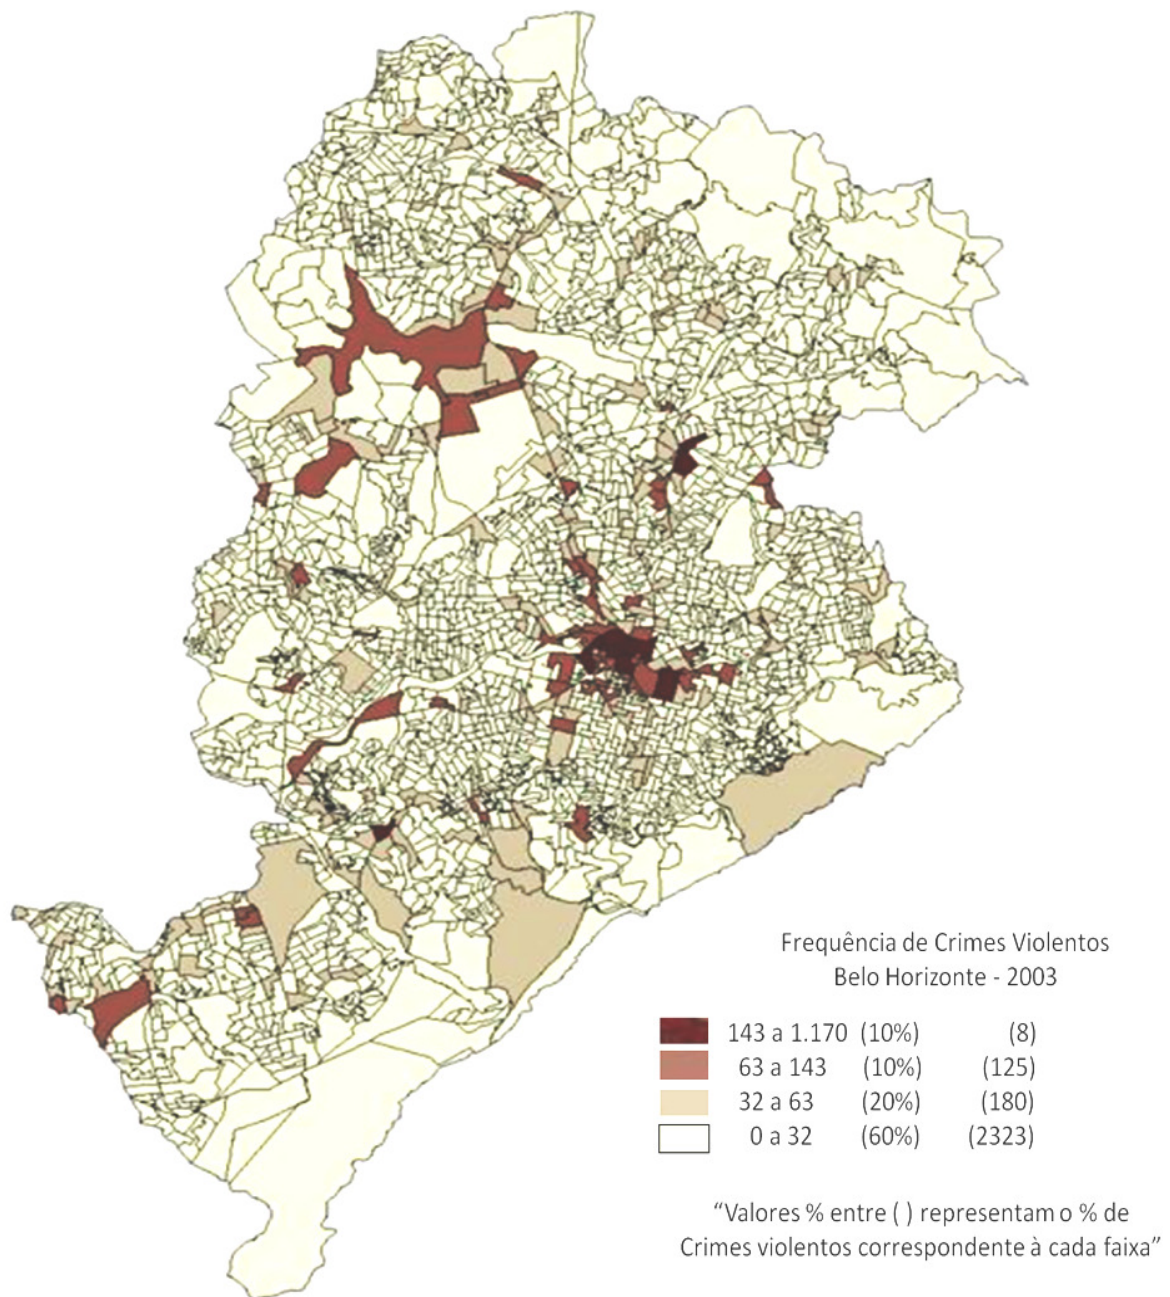 Frequência de Crimes Violentos
Belo Horizonte - 2003
143 a 1.170 (10%) (8)
63 a 143 (10%) (125)
32 a 63 (20%) (180)
0 a 32 (60%) (2323)
“Valores % entre ( ) representam o % de
Crimes violentos correspondente à cada faixa”